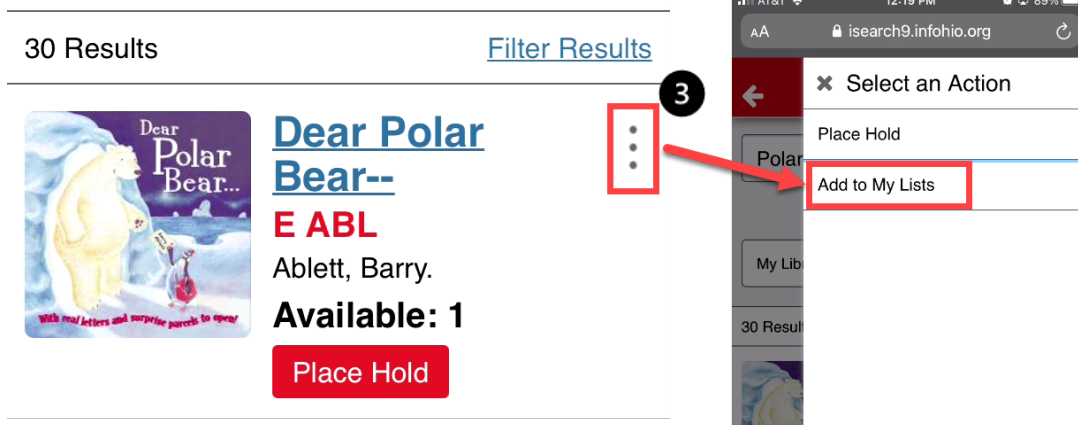 30 Results
Filter Results
3
Dear
Polar
Bear...
With real letters and surprise parcels to open!
Dear Polar
Bear--
E ABL
Ablett, Barry.
Available: 1
Place Hold
AT&T
12:19 PM
89%
AA
isearch9.infohio.org
Select an Action
Place Hold
Polar
Add to My Lists
My Lib
30 Result